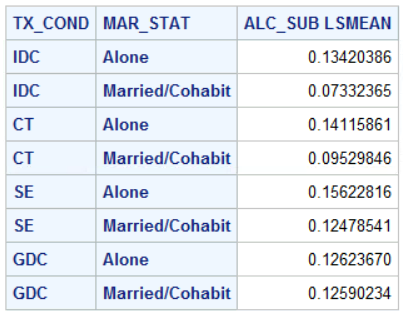 TX_COND MAR_STAT ALC_SUB LSMEAN
IDC Alone 0.13420386
IDC Married/Cohabit 0.07332365
CT Alone 0.14115861
CT Married/Cohabit 0.09529846
SE Alone 0.15622816
SE Married/Cohabit 0.12478541
GDC Alone 0.12623670
GDC Married/Cohabit 0.12590234